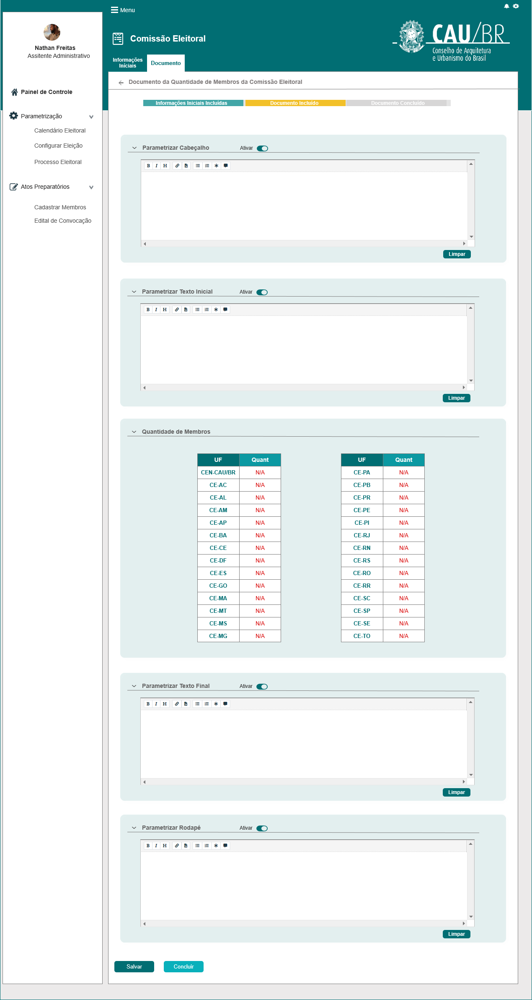 Menu
Nathan Freitas
Assitente Administrativo
Painel de Controle
Parametrização
Calendário Eleitoral
Configurar Eleição
Processo Eleitoral
Atos Preparatórios
Cadastrar Membros
Edital de Convocação
Comissão Eleitoral
CAU/BR
Conselho de Arquitetura
e Urbanismo do Brasil
Informações
Iníciais
Documento
Documento da Quantidade de Membros da Comissão Eleitoral
Informações Iniciais Incluídas Documento Incluído Documento Concluído
Parametrizar Cabeçalho Ativar
B I H
Limpar
Parametrizar Texto Inicial Ativar
B I H
Limpar
Quantidade de Membros
UF Quant UF Quant
CEN-CAU/BR N/A CE-PA N/A
CE-AC N/A CE-PB N/A
CE-AL N/A CE-PR N/A
CE-AM N/A CE-PE N/A
CE-AP N/A CE-PI N/A
CE-BA N/A CE-RJ N/A
CE-CE N/A CE-RN N/A
CE-DF N/A CE-RS N/A
CE-ES N/A CE-RO N/A
CE-GO N/A CE-RR N/A
CE-MA N/A CE-SC N/A
CE-MT N/A CE-SP N/A
CE-MS N/A CE-SE N/A
CE-MG N/A CE-TO N/A
Parametrizar Texto Final Ativar
B I H
Limpar
Parametrizar Rodapé Ativar
B I H
Limpar
Salvar Concluir